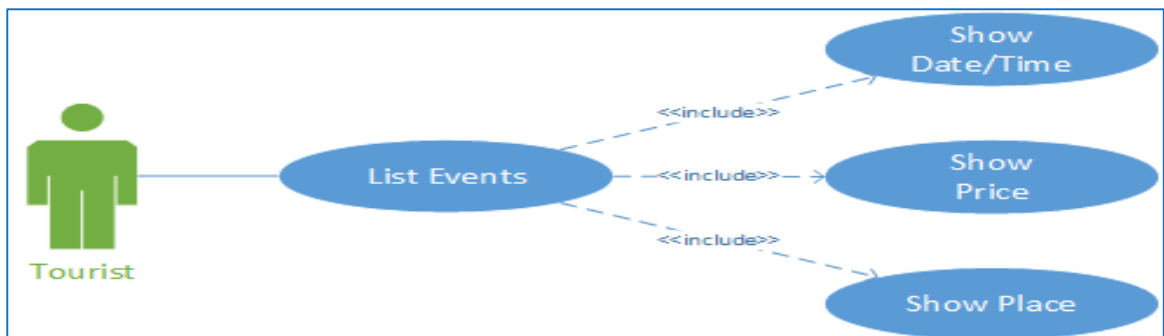 Show
Date/Time
<<include>>
List Events
<<include>>
Show
Price
<<include>>
Tourist
Show Place